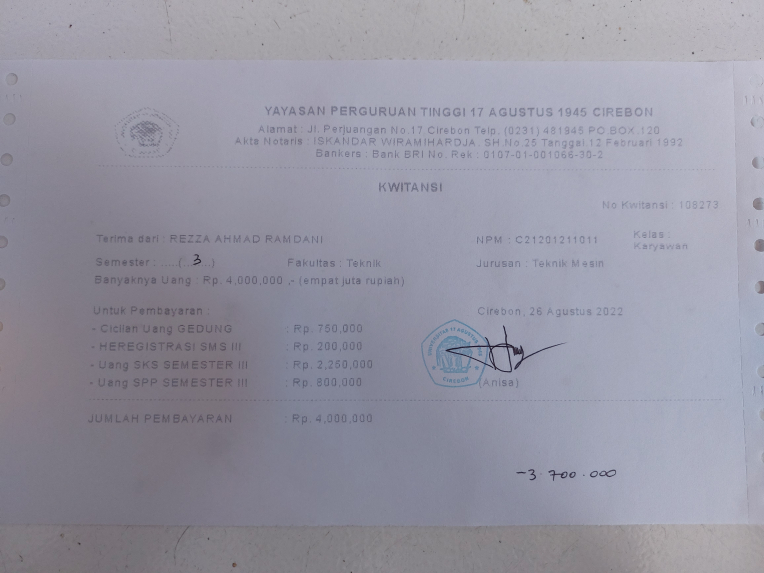 YAYASAN PERGURUAN TINGGI 17 AGUSTUS 1945 CIREBON
Alamat : Jl. Perjuangan No.17 Cirebon Telp. (0231) 481945 PO BOX.120
Akta Notaris : ISKANDAR WIRAMIHARDJA, SH.No.25 Tanggal 12 Februari 1992
Bankers : Bank BRI No. Rek : 0107-01-001066-30-2
KWITANSI
No Kwitansi : 108273
Terima dari : REZZA AHMAD RAMDANI NPM : C21201211011 Kelas : Karyawan
Semester : .....(...3...) Fakultas : Teknik Jurusan : Teknik Mesin
Banyaknya Uang : Rp. 4,000,000 ,- (empat juta rupiah)
Untuk Pembayaran : Cirebon, 26 Agustus 2022
- Cicilan Uang GEDUNG : Rp. 750,000
- HEREGISTRASI SMS III : Rp. 200,000
- Uang SKS SEMESTER III : Rp. 2,250,000
- Uang SPP SEMESTER III : Rp. 800,000 (Anisa)
CIREBON
JUMLAH PEMBAYARAN : Rp. 4,000,000
-3.700.000